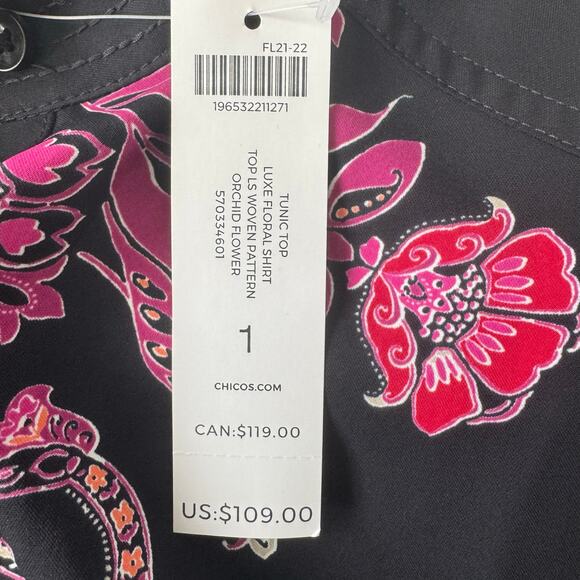 FL21-22
196532211271
TUNIC TOP
LUXE FLORAL SHIRT
TOP LS WOVEN PATTERN
ORCHID FLOWER
570334601
1
CHICOS.COM
CAN:$119.00
US:$109.00